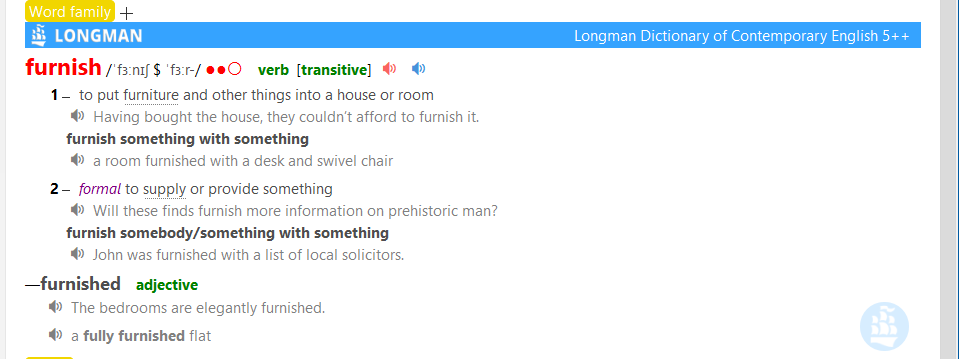 Word family
LONGMAN Longman Dictionary of Contemporary English 5++
furnish /ˈfɜːnɪʃ $ ˈfɜːr-/ ●●○ verb [transitive]
1 – to put furniture and other things into a house or room
Having bought the house, they couldn’t afford to furnish it.
furnish something with something
a room furnished with a desk and swivel chair
2 – formal to supply or provide something
Will these finds furnish more information on prehistoric man?
furnish somebody/something with something
John was furnished with a list of local solicitors.
—furnished adjective
The bedrooms are elegantly furnished.
a fully furnished flat